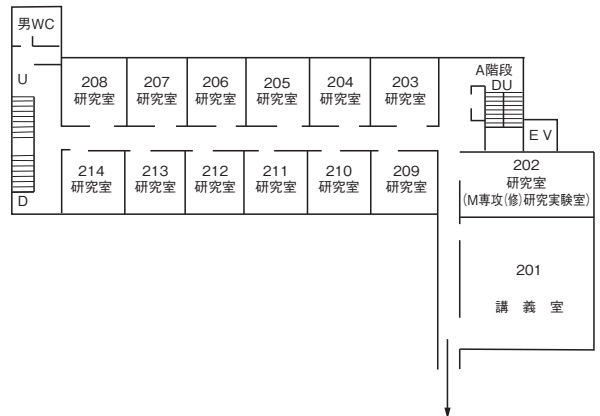 男WC
U
D
208
研究室
207
研究室
206
研究室
205
研究室
204
研究室
203
研究室
A階段
DU
EV
214
研究室
213
研究室
212
研究室
211
研究室
210
研究室
209
研究室
202
研究室
(M専攻(修)研究実験室)
201
講 義 室